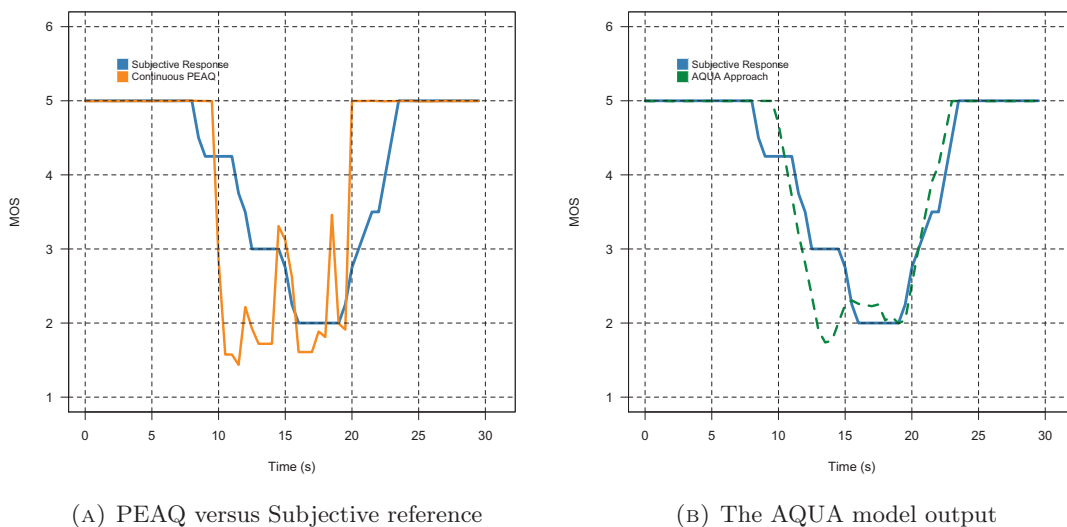 6
5
4
3
2
1
MOS
Subjective Response
Continuous PEAQ
0 5 10 15 20 25 30
Time (s)
(A) PEAQ versus Subjective reference
6
5
4
3
2
1
MOS
Subjective Response
AQUA Approach
0 5 10 15 20 25 30
Time (s)
(B) The AQUA model output